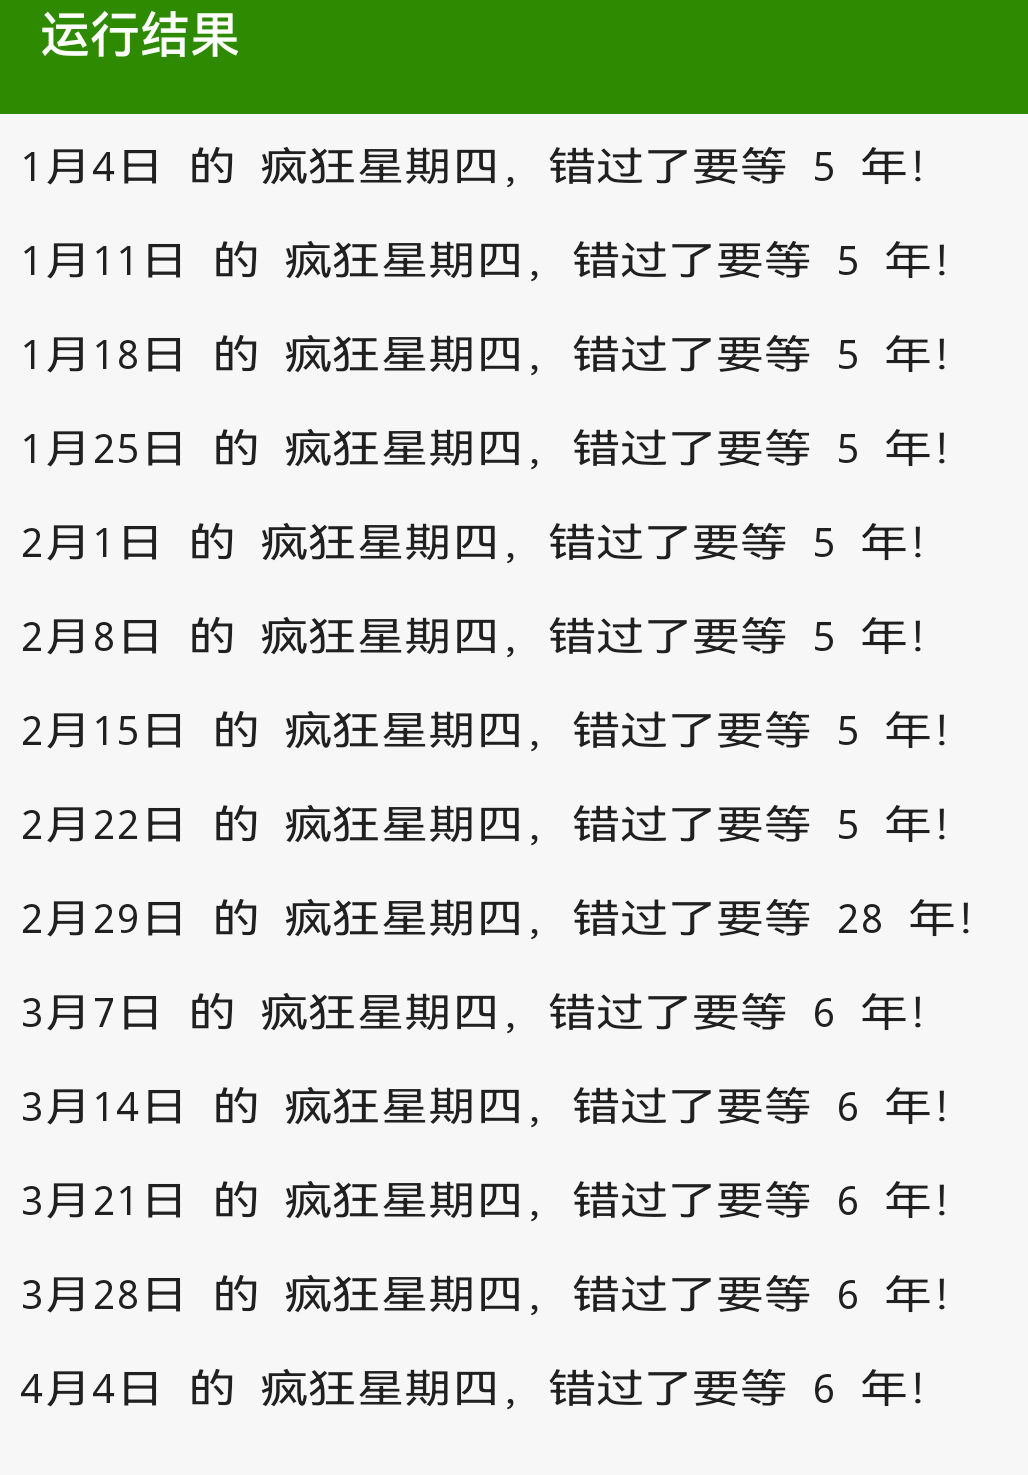 运行结果
1月4日 的 疯狂星期四, 错过了要等 5 年!
1月11日 的 疯狂星期四, 错过了要等 5 年!
1月18日 的 疯狂星期四, 错过了要等 5 年!
1月25日 的 疯狂星期四, 错过了要等 5 年!
2月1日 的 疯狂星期四, 错过了要等 5 年!
2月8日 的 疯狂星期四, 错过了要等 5 年!
2月15日 的 疯狂星期四, 错过了要等 5 年!
2月22日 的 疯狂星期四, 错过了要等 5 年!
2月29日 的 疯狂星期四, 错过了要等 28 年!
3月7日 的 疯狂星期四, 错过了要等 6 年!
3月14日 的 疯狂星期四, 错过了要等 6 年!
3月21日 的 疯狂星期四, 错过了要等 6 年!
3月28日 的 疯狂星期四, 错过了要等 6 年!
4月4日 的 疯狂星期四, 错过了要等 6 年!